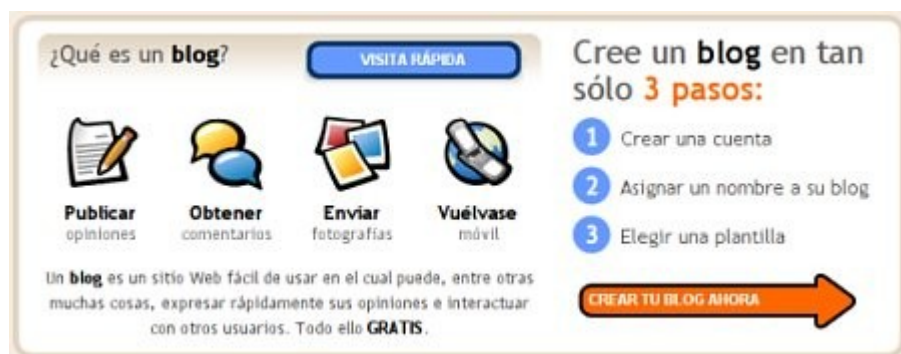 ¿Qué es un blog?
VISITA RÁPIDA
Publicar
opiniones
Obtener
comentarios
Enviar
fotografías
Vuélvase
móvil
Un blog es un sitio Web fácil de usar en el cual puede, entre otras
muchas cosas, expresar rápidamente sus opiniones e interactuar
con otros usuarios. Todo ello GRATIS.
Cree un blog en tan
sólo 3 pasos:
1 Crear una cuenta
2 Asignar un nombre a su blog
3 Elegir una plantilla
CREAR TU BLOG AHORA